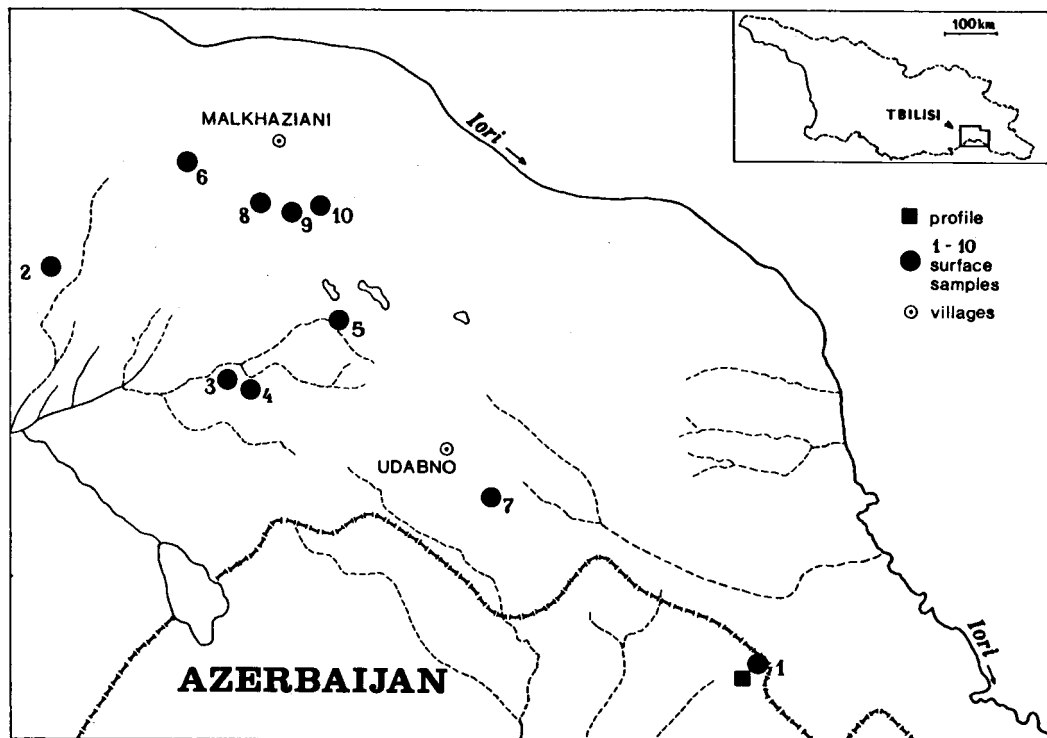 100km
TBILISI
MALKHAZIANI
Iori
6
8
9
10
2
profile
1 - 10
surface
samples
villages
5
3
4
UDABNO
7
1
Iori
AZERBAIJAN